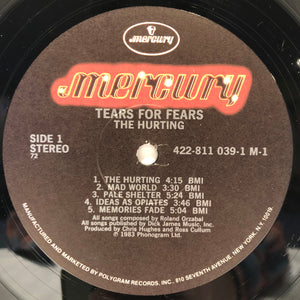 mercury
mercury
TEARS FOR FEARS
THE HURTING
SIDE 1
STEREO
72
422-811 039-1 M-1
1. THE HURTING 4:15 BMI
2. MAD WORLD 3:30 BMI
3. PALE SHELTER 5:24 BMI
4. IDEAS AS OPIATES 3:46 BMI
5. MEMORIES FADE 5:04 BMI
All songs composed by Roland Orzabal
All songs published by Dick James Music, Inc.
Produced by Chris Hughes and Ross Cullum
℗ 1983 Phonogram Ltd.
MANUFACTURED AND MARKETED BY POLYGRAM RECORDS, INC. 810 SEVENTH AVENUE, NEW YORK, N.Y. 10019